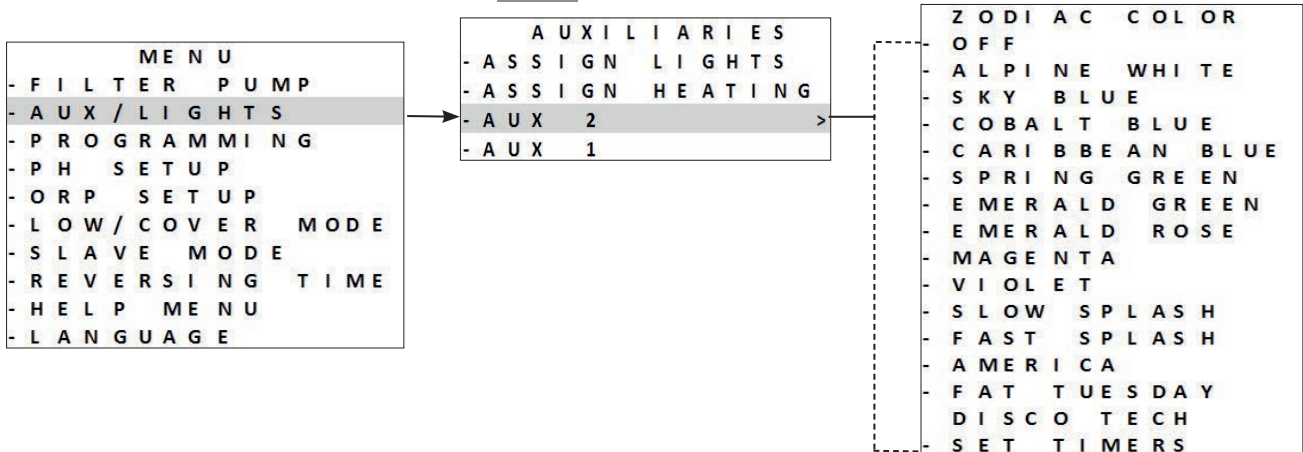 MENU
- FILTER PUMP
- AUX/LIGHTS
- PROGRAMMING
- PH SETUP
- ORP SETUP
- LOW/COVER MODE
- SLAVE MODE
- REVERSING TIME
- HELP MENU
- LANGUAGE
AUXILIARIES
- ASSIGN LIGHTS
- ASSIGN HEATING
- AUX 2 >
- AUX 1
ZODIAC COLOR
- OFF
- ALPINE WHITE
- SKY BLUE
- COBALT BLUE
- CARIBBEAN BLUE
- SPRING GREEN
- EMERALD GREEN
- EMERALD ROSE
- MAGENTA
- VIOLET
- SLOW SPLASH
- FAST SPLASH
- AMERICA
- FAT TUESDAY
DISCO TECH
- SET TIMERS